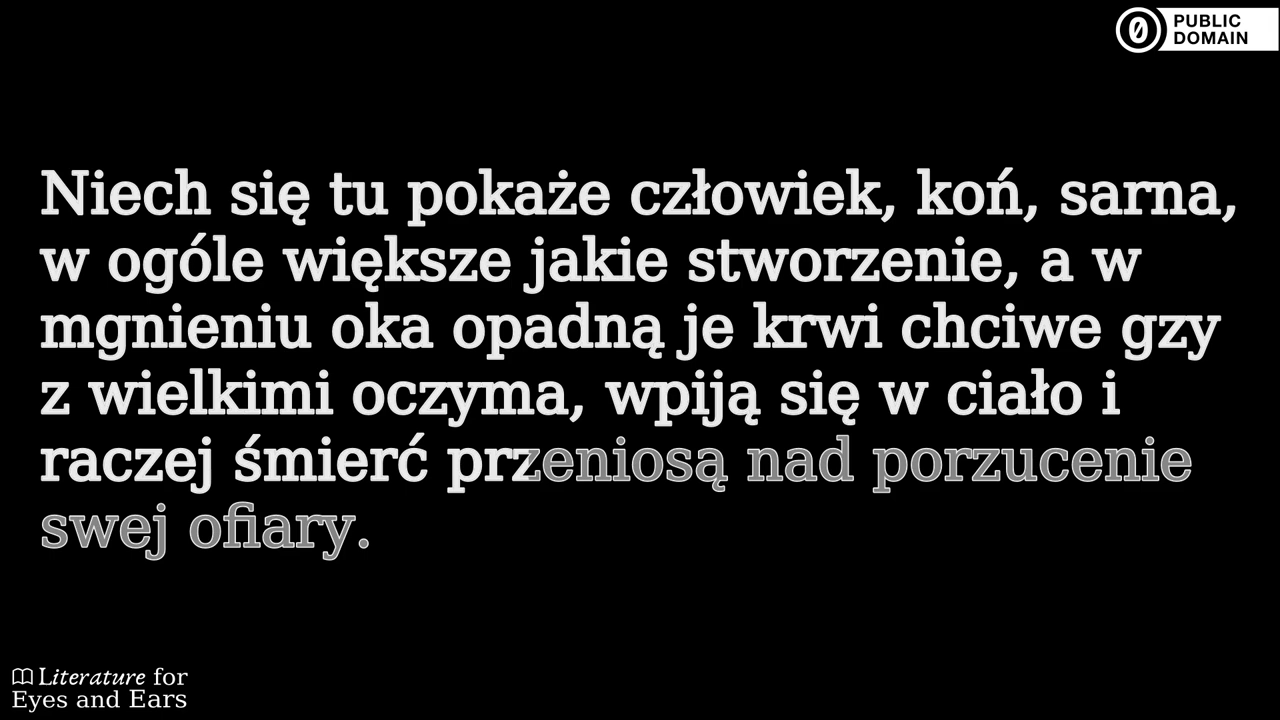 PUBLIC
DOMAIN
Niech się tu pokaże człowiek, koń, sarna,
w ogóle większe jakie stworzenie, a w
mgnieniu oka opadną je krwi chciwe gzy
z wielkimi oczyma, wpiją się w ciało i
raczej śmierć przeniosą nad porzucenie
swej ofiary.
Literature for
Eyes and Ears